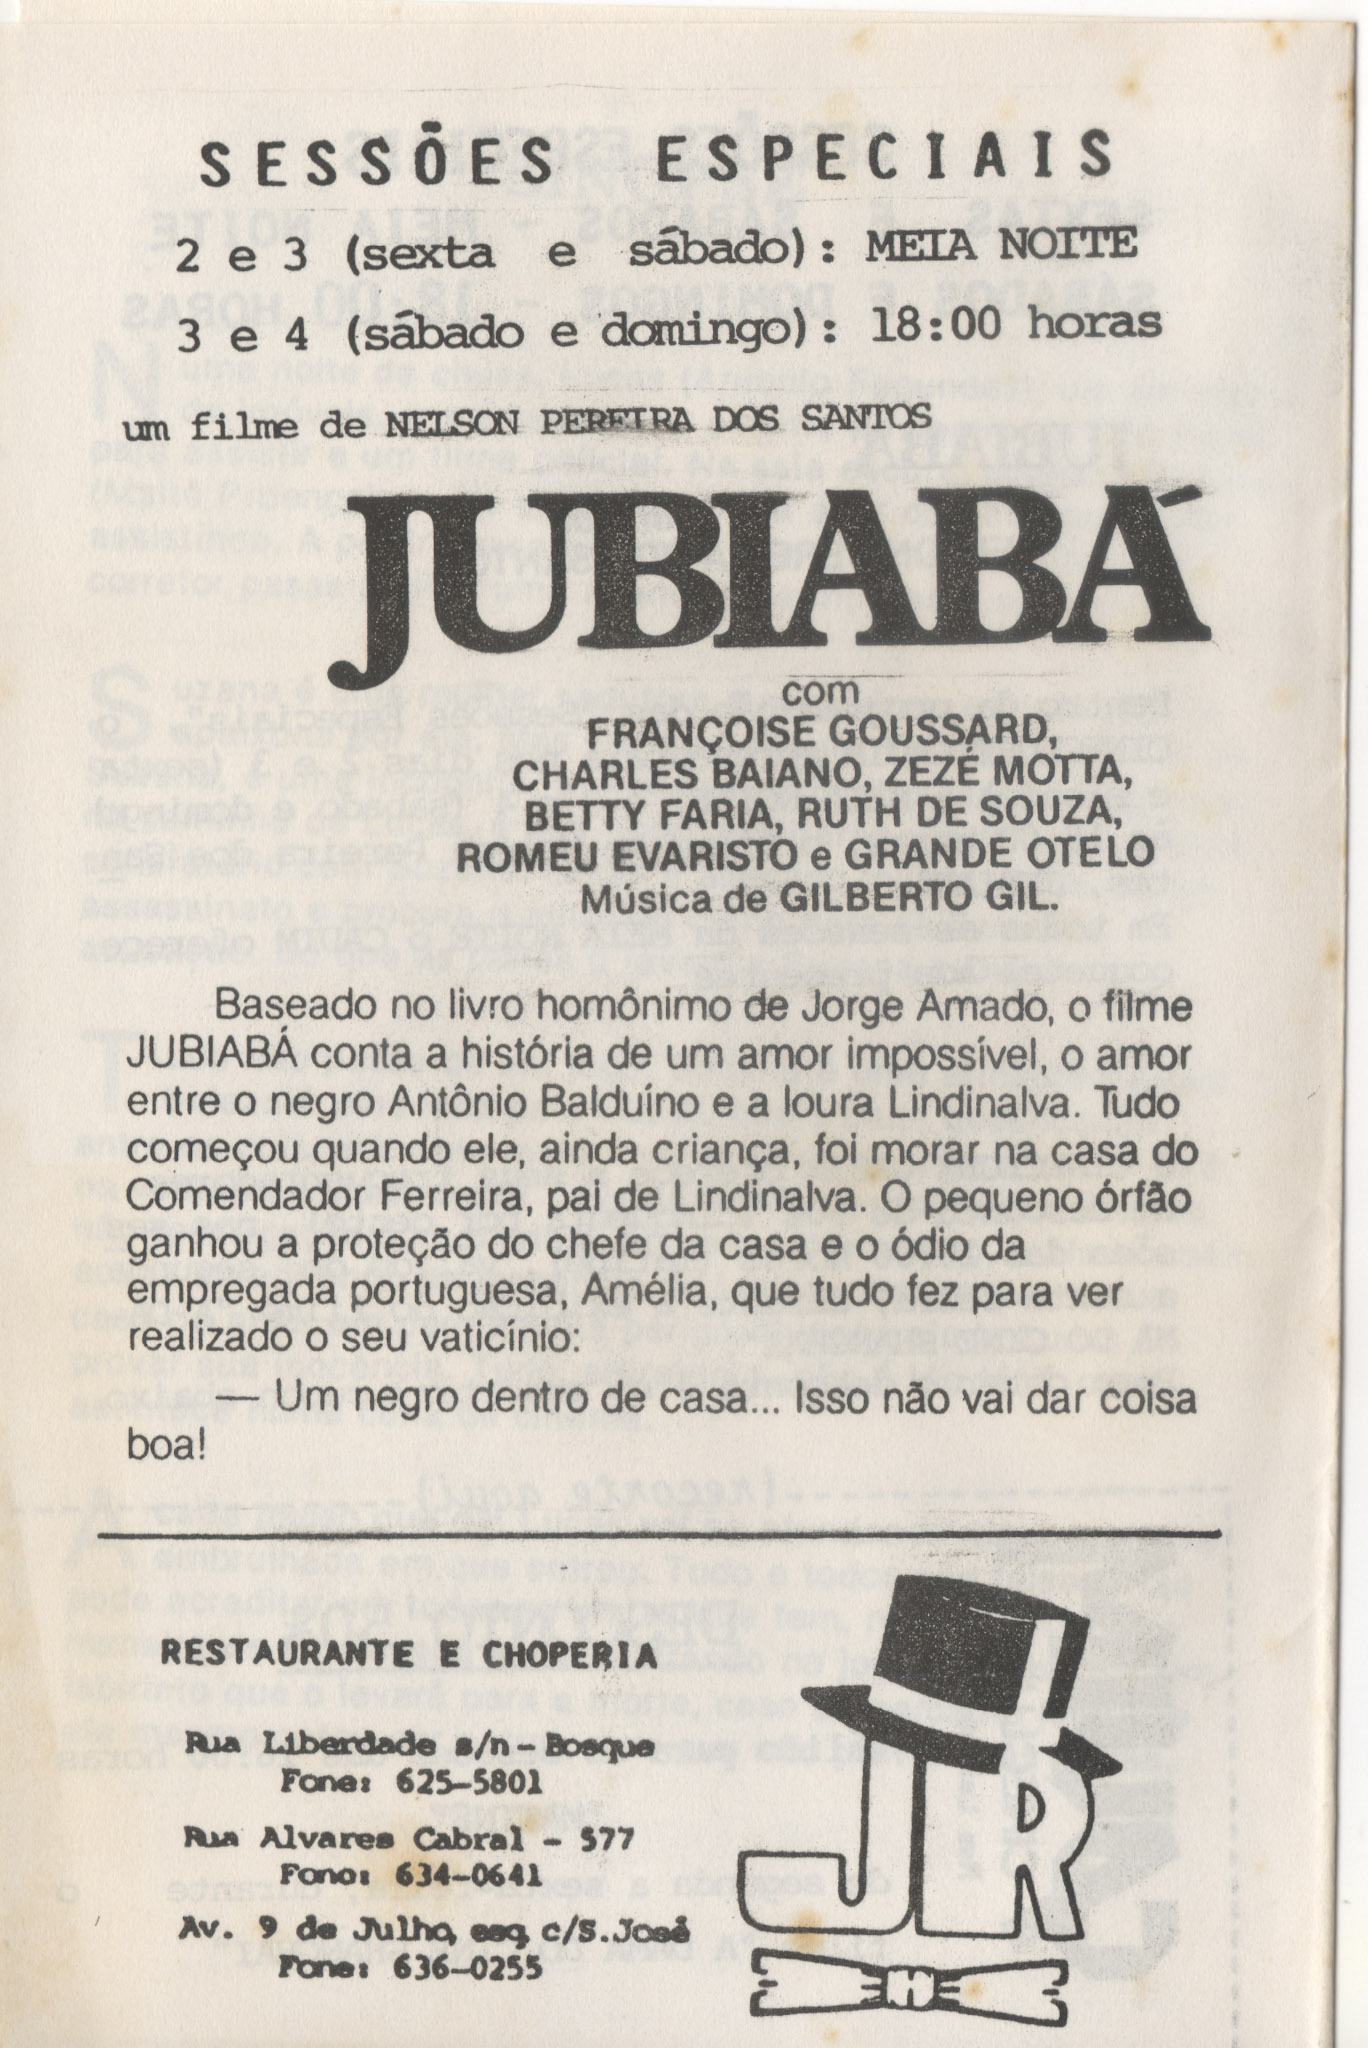 SESSÕES ESPECIAIS
2 e 3 (sexta e sábado): MEIA NOITE
3 e 4 (sábado e domingo): 18:00 horas
um filme de NELSON PEREIRA DOS SANTOS
JUBIABÁ
com
FRANÇOISE GOUSSARD,
CHARLES BAIANO, ZEZÉ MOTTA,
BETTY FARIA, RUTH DE SOUZA,
ROMEU EVARISTO e GRANDE OTELO
Música de GILBERTO GIL.
Baseado no livro homônimo de Jorge Amado, o filme
JUBIABÁ conta a história de um amor impossível, o amor
entre o negro Antônio Balduíno e a loura Lindinalva. Tudo
começou quando ele, ainda criança, foi morar na casa do
Comendador Ferreira, pai de Lindinalva. O pequeno órfão
ganhou a proteção do chefe da casa e o ódio da
empregada portuguesa, Amélia, que tudo fez para ver
realizado o seu vaticínio:
— Um negro dentro de casa... Isso não vai dar coisa
boa!
RESTAURANTE E CHOPERIA
Rua Liberdade s/n - Bosque
Fone: 625-5801
Rua Alvares Cabral - 577
Fono: 634-0641
Av. 9 de Julho, esq. c/S.José
Fone: 636-0255
JR